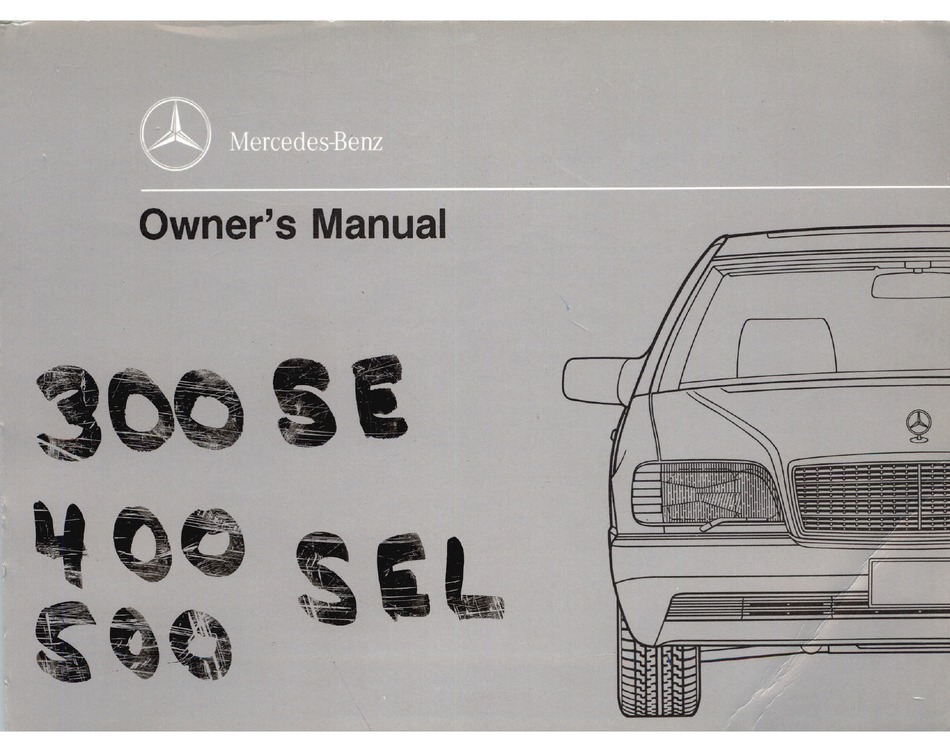 Mercedes-Benz
Owner's Manual
300 SE
400
SEL
500